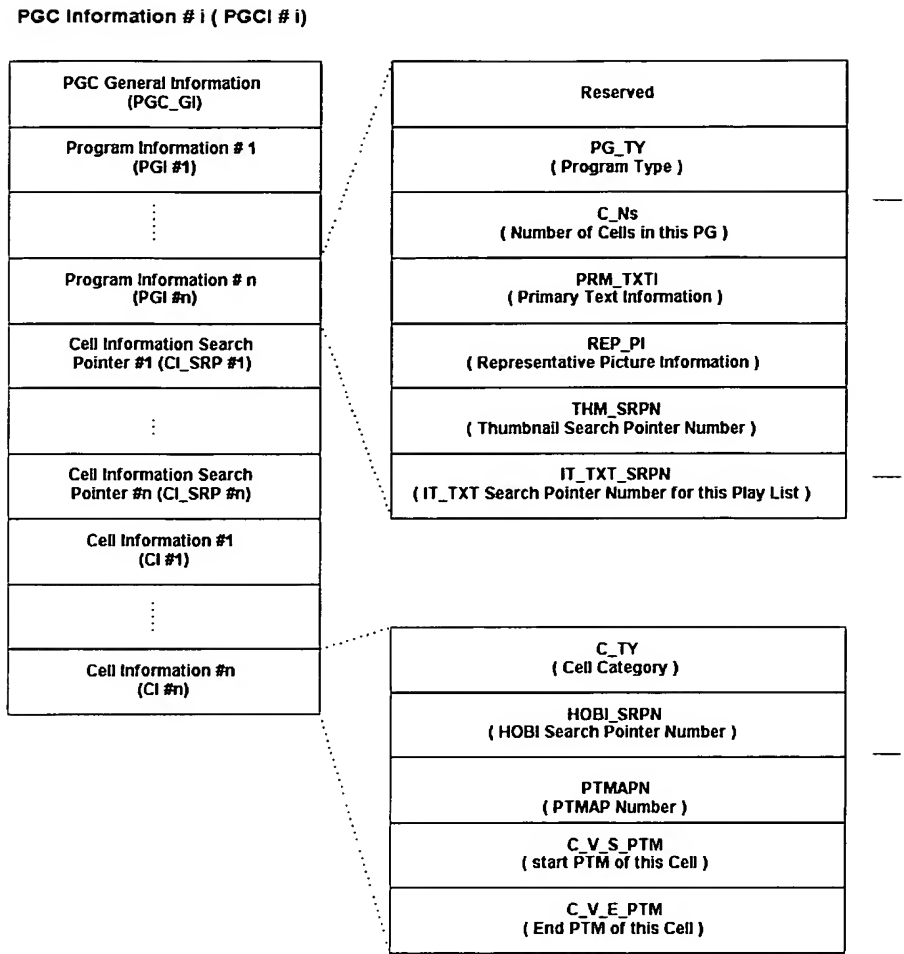 PGC Information # i ( PGCI # i)
PGC General Information
(PGC_GI)
Program Information # 1
(PGI #1)
Program Information # n
(PGI #n)
Cell Information Search
Pointer #1 (CI_SRP #1)
Cell Information Search
Pointer #n (CI_SRP #n)
Cell Information #1
(CI #1)
Cell Information #n
(CI #n)
Reserved
PG_TY
( Program Type )
C_Ns
( Number of Cells in this PG )
PRM_TXTI
( Primary Text Information )
REP_PI
( Representative Picture Information )
THM_SRPN
( Thumbnail Search Pointer Number )
IT_TXT_SRPN
( IT_TXT Search Pointer Number for this Play List )
C_TY
( Cell Category )
HOBI_SRPN
( HOBI Search Pointer Number )
PTMAPN
( PTMAP Number )
C_V_S_PTM
( start PTM of this Cell )
C_V_E_PTM
( End PTM of this Cell )